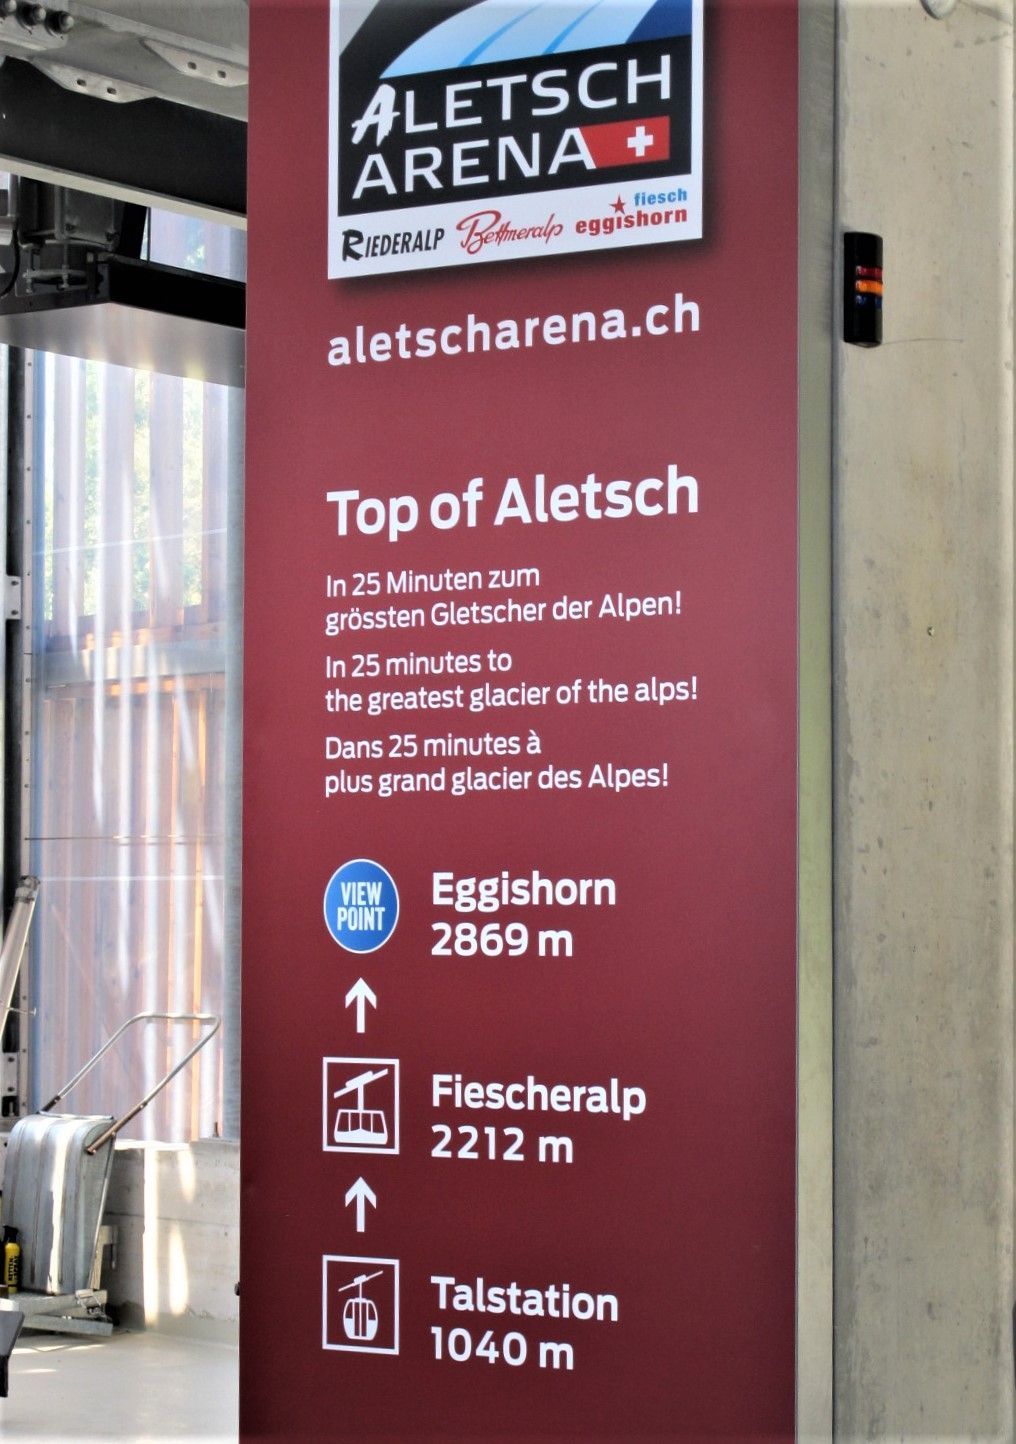 ALETSCH
ARENA
RIEDERALP Bettmeralp fiesch eggishorn
aletscharena.ch
Top of Aletsch
In 25 Minuten zum
grössten Gletscher der Alpen!
In 25 minutes to
the greatest glacier of the alps!
Dans 25 minutes à
plus grand glacier des Alpes!
VIEW
POINT
Eggishorn
2869 m
Fiescheralp
2212 m
Talstation
1040 m